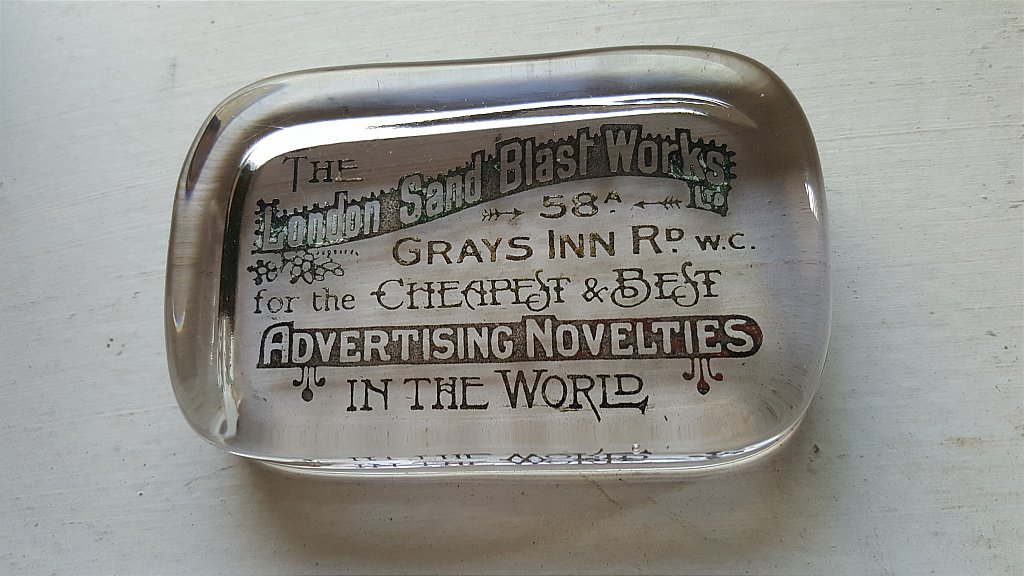 THE
London Sand Blast Works Ld
58A
GRAYS INN RD W.C.
for the CHEAPEST & BEST
ADVERTISING NOVELTIES
IN THE WORLD